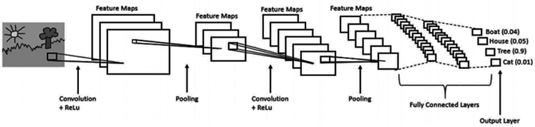 Feature Maps
Feature Maps
Feature Maps
Feature Maps
Boat (0.04)
House (0.05)
Tree (0.9)
Cat (0.01)
Convolution
+ ReLu
Pooling
Convolution
+ ReLu
Pooling
Fully Connected Layers
Output Layer